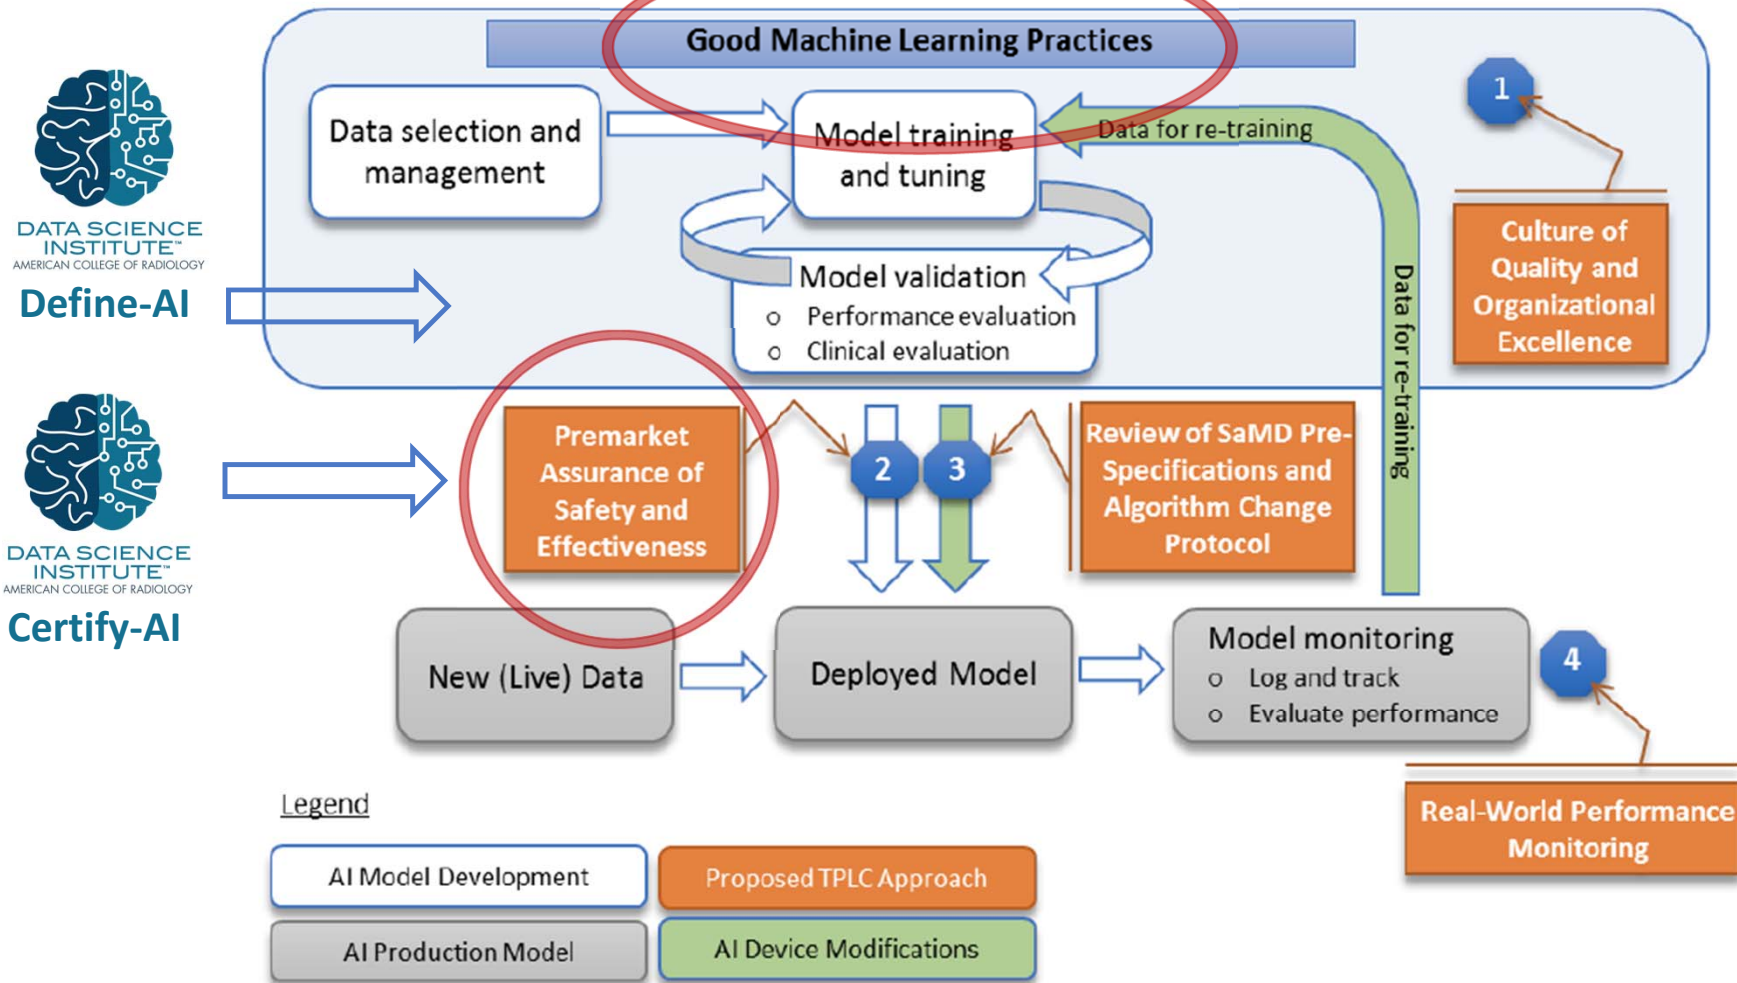 Good Machine Learning Practices
DATA SCIENCE
INSTITUTE™
AMERICAN COLLEGE OF RADIOLOGY
Define-AI
Data selection and
management
Model training
and tuning
Data for re-training
1
Culture of
Quality and
Organizational
Excellence
Model validation
o Performance evaluation
o Clinical evaluation
Data for re-training
DATA SCIENCE
INSTITUTE™
AMERICAN COLLEGE OF RADIOLOGY
Certify-AI
Premarket
Assurance of
Safety and
Effectiveness
2
3
Review of SaMD Pre-
Specifications and
Algorithm Change
Protocol
New (Live) Data
Deployed Model
Model monitoring
o Log and track
o Evaluate performance
4
Real-World Performance
Monitoring
Legend
AI Model Development
Proposed TPLC Approach
AI Production Model
AI Device Modifications